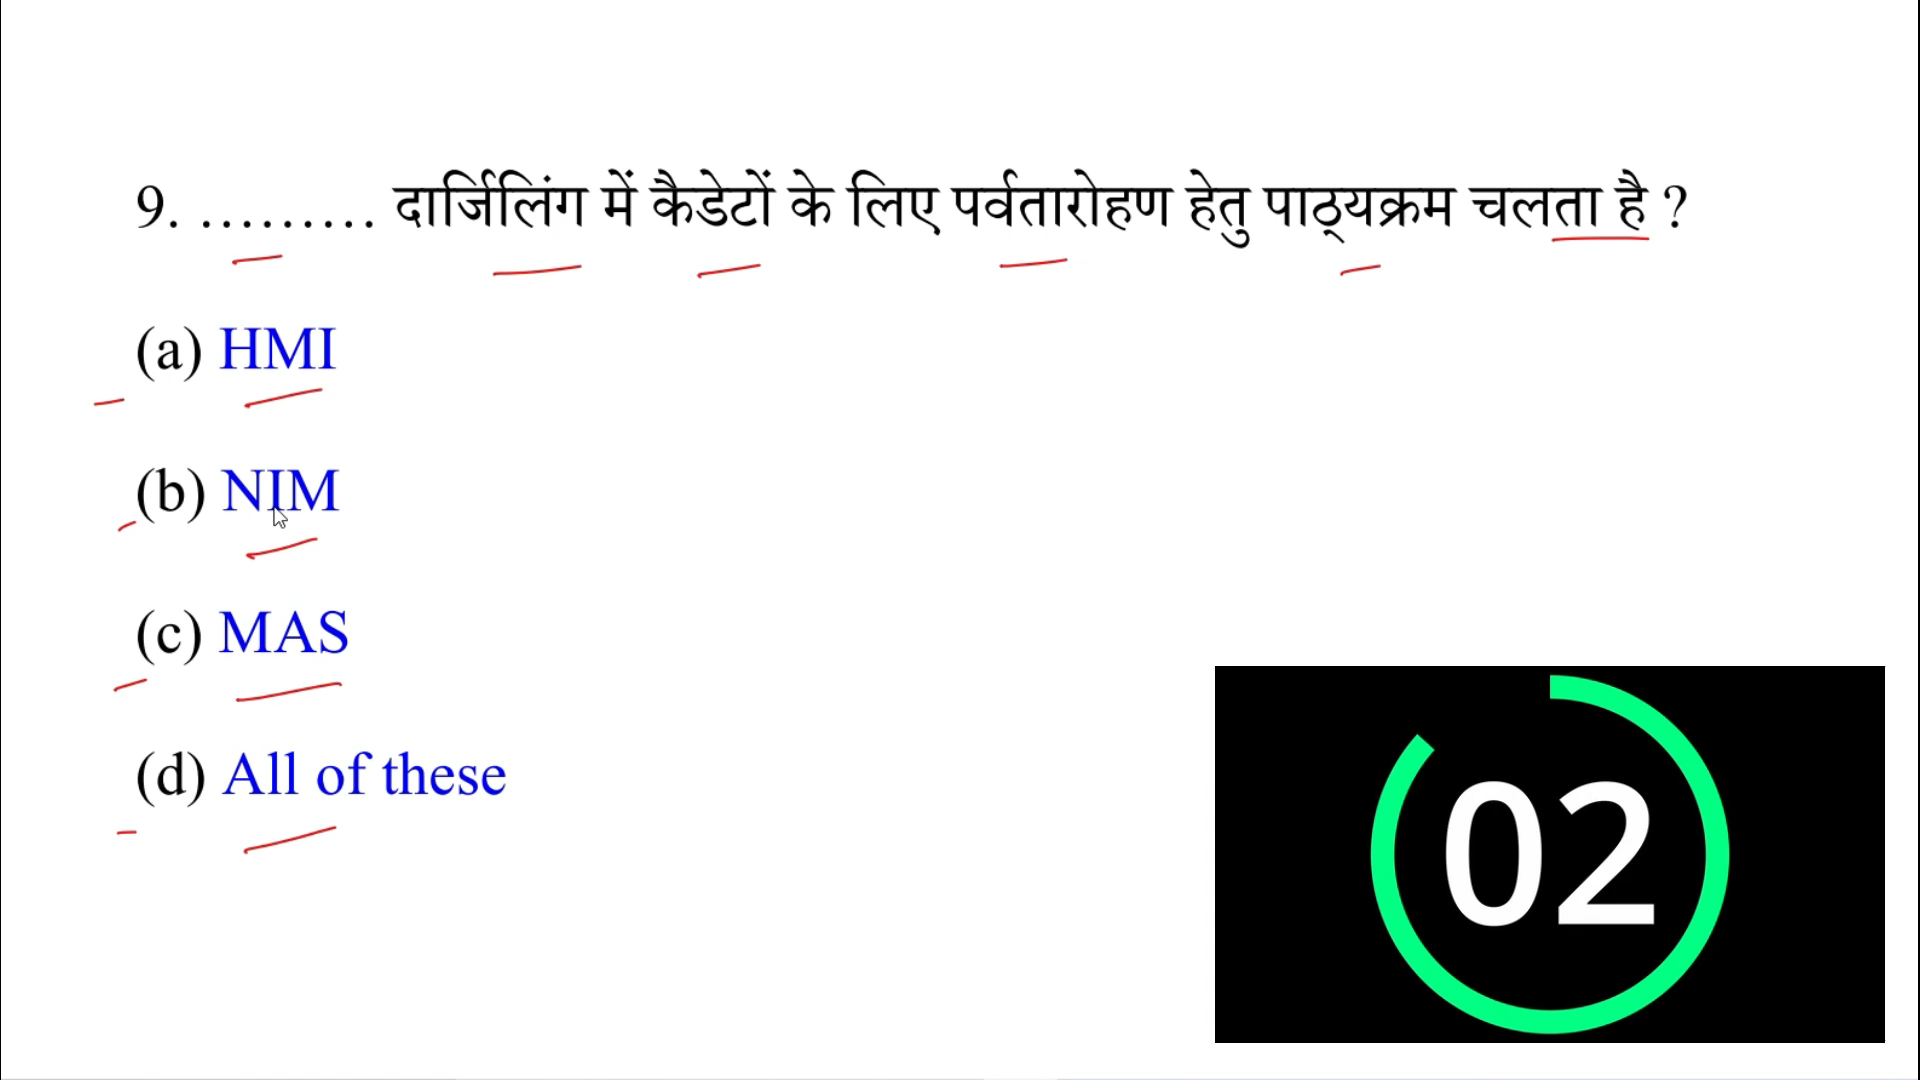 9. ......... दार्जिलिंग में कैडेटों के लिए पर्वतारोहण हेतु पाठ्यक्रम चलता है ?
(a) HMI
(b) NIM
(c) MAS
(d) All of these
02